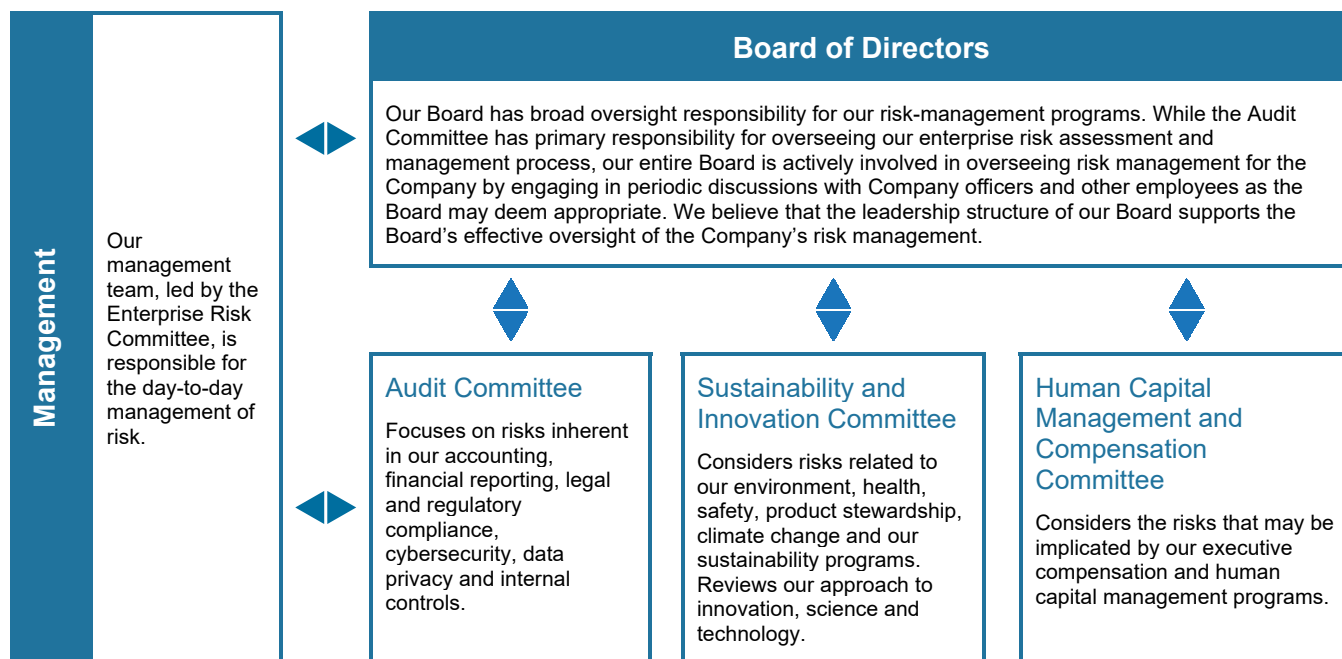 Management
Our
management
team, led by the
Enterprise Risk
Committee, is
responsible for
the day-to-day
management of
risk.
Board of Directors
Our Board has broad oversight responsibility for our risk-management programs. While the Audit
Committee has primary responsibility for overseeing our enterprise risk assessment and
management process, our entire Board is actively involved in overseeing risk management for the
Company by engaging in periodic discussions with Company officers and other employees as the
Board may deem appropriate. We believe that the leadership structure of our Board supports the
Board’s effective oversight of the Company’s risk management.
Audit Committee
Focuses on risks inherent
in our accounting,
financial reporting, legal
and regulatory
compliance,
cybersecurity, data
privacy and internal
controls.
Sustainability and
Innovation Committee
Considers risks related to
our environment, health,
safety, product stewardship,
climate change and our
sustainability programs.
Reviews our approach to
innovation, science and
technology.
Human Capital
Management and
Compensation
Committee
Considers the risks that may be
implicated by our executive
compensation and human
capital management programs.